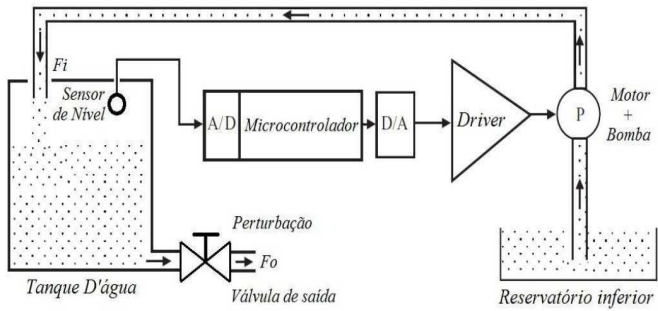 Fi
Sensor
de Nível
A/D
Microcontrolador
D/A
Driver
P
Motor
+
Bomba
Perturbação
Fo
Válvula de saída
Tanque D'água
Reservatório inferior